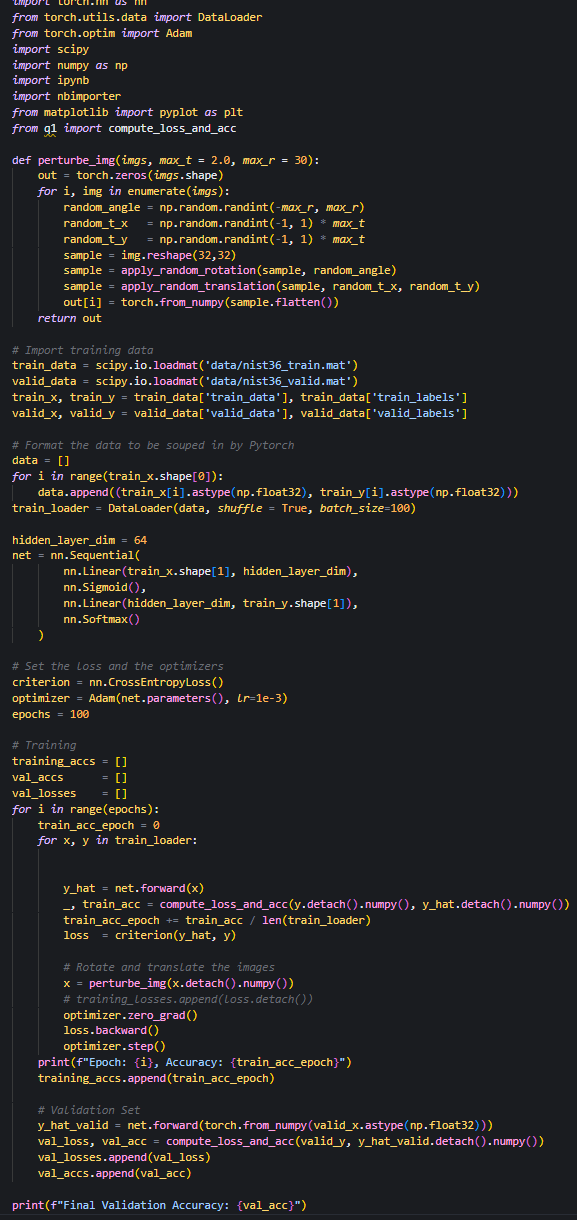 import torch.nn as nn
from torch.utils.data import DataLoader
from torch.optim import Adam
import scipy
import numpy as np
import ipynb
import nbimporter
from matplotlib import pyplot as plt
from q1 import compute_loss_and_acc

def perturbe_img(imgs, max_t = 2.0, max_r = 30):
    out = torch.zeros(imgs.shape)
    for i, img in enumerate(imgs):
        random_angle = np.random.randint(-max_r, max_r)
        random_t_x   = np.random.randint(-1, 1) * max_t
        random_t_y   = np.random.randint(-1, 1) * max_t
        sample = img.reshape(32,32)
        sample = apply_random_rotation(sample, random_angle)
        sample = apply_random_translation(sample, random_t_x, random_t_y)
        out[i] = torch.from_numpy(sample.flatten())
    return out

# Import training data
train_data = scipy.io.loadmat('data/nist36_train.mat')
valid_data = scipy.io.loadmat('data/nist36_valid.mat')
train_x, train_y = train_data['train_data'], train_data['train_labels']
valid_x, valid_y = valid_data['valid_data'], valid_data['valid_labels']

# Format the data to be souped in by Pytorch
data = []
for i in range(train_x.shape[0]):
    data.append((train_x[i].astype(np.float32), train_y[i].astype(np.float32)))
train_loader = DataLoader(data, shuffle = True, batch_size=100)

hidden_layer_dim = 64
net = nn.Sequential(
        nn.Linear(train_x.shape[1], hidden_layer_dim),
        nn.Sigmoid(),
        nn.Linear(hidden_layer_dim, train_y.shape[1]),
        nn.Softmax()
    )

# Set the loss and the optimizers
criterion = nn.CrossEntropyLoss()
optimizer = Adam(net.parameters(), lr=1e-3)
epochs = 100

# Training
training_accs = []
val_accs      = []
val_losses    = []
for i in range(epochs):
    train_acc_epoch = 0
    for x, y in train_loader:


        y_hat = net.forward(x)
        _, train_acc = compute_loss_and_acc(y.detach().numpy(), y_hat.detach().numpy())
        train_acc_epoch += train_acc / len(train_loader)
        loss  = criterion(y_hat, y)

        # Rotate and translate the images
        x = perturbe_img(x.detach().numpy())
        # training_losses.append(loss.detach())
        optimizer.zero_grad()
        loss.backward()
        optimizer.step()
    print(f"Epoch: {i}, Accuracy: {train_acc_epoch}")
    training_accs.append(train_acc_epoch)

    # Validation Set
    y_hat_valid = net.forward(torch.from_numpy(valid_x.astype(np.float32)))
    val_loss, val_acc = compute_loss_and_acc(valid_y, y_hat_valid.detach().numpy())
    val_losses.append(val_loss)
    val_accs.append(val_acc)

print(f"Final Validation Accuracy: {val_acc}")